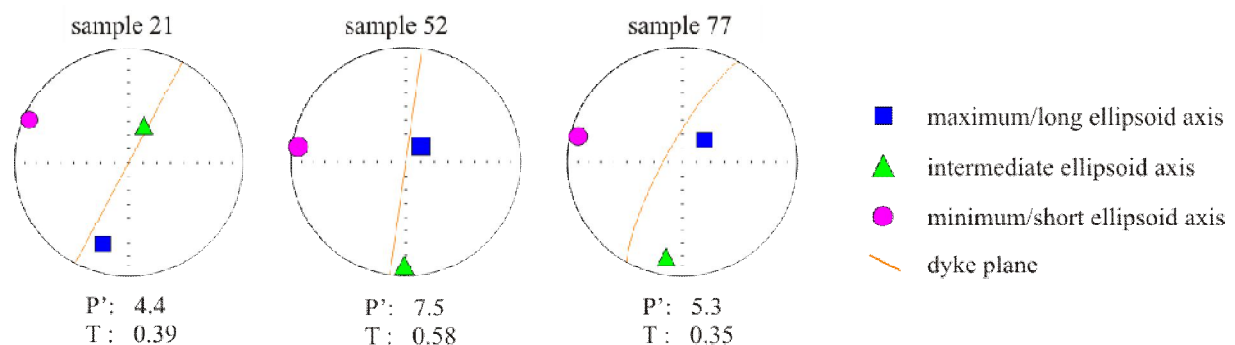 sample 21
sample 52
sample 77
P': 4.4
T : 0.39
P': 7.5
T : 0.58
P': 5.3
T : 0.35
maximum/long ellipsoid axis
intermediate ellipsoid axis
minimum/short ellipsoid axis
dyke plane